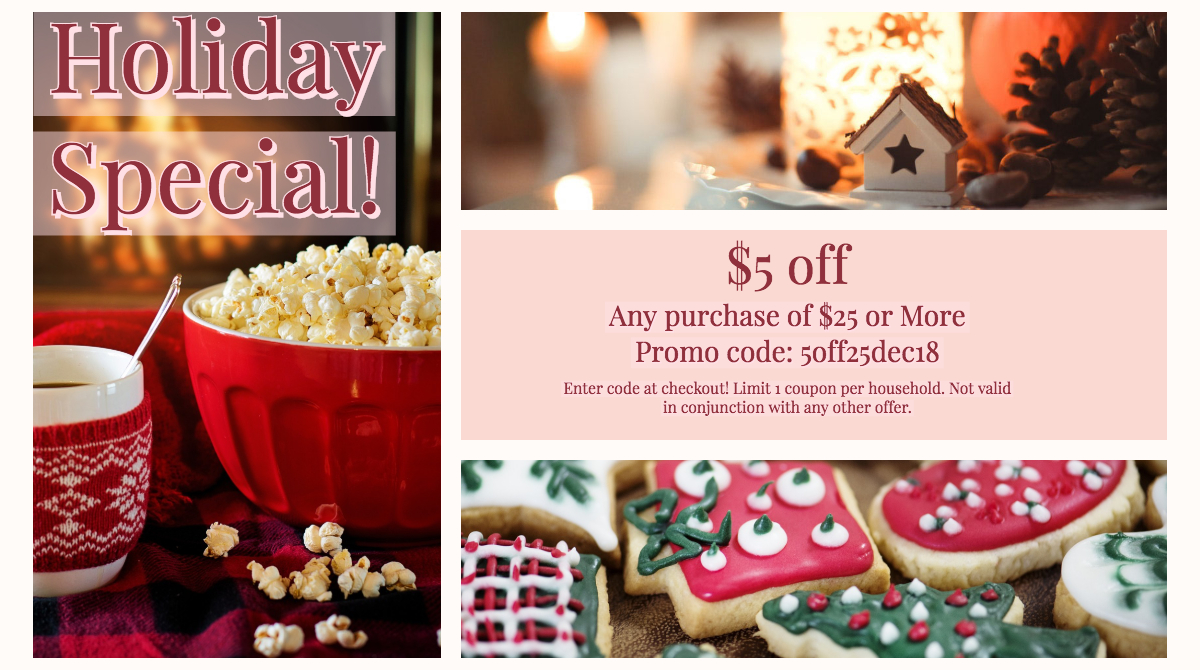 Holiday
Special!
$5 off
Any purchase of $25 or More
Promo code: 5off25dec18
Enter code at checkout! Limit 1 coupon per household. Not valid
in conjunction with any other offer.